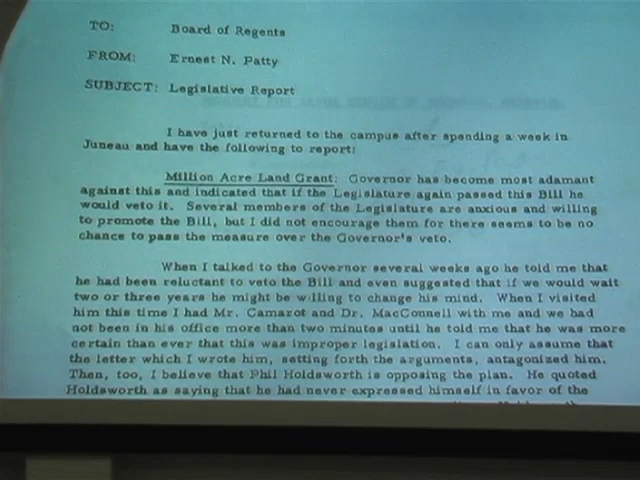 TO: Board of Regents
FROM: Ernest N. Patty
SUBJECT: Legislative Report
I have just returned to the campus after spending a week in
Juneau and have the following to report:
Million Acre Land Grant: Governor has become most adamant
against this and indicated that if the Legislature again passed this Bill he
would veto it. Several members of the Legislature are anxious and willing
to promote the Bill, but I did not encourage them for there seems to be no
chance to pass the measure over the Governor's veto.
When I talked to the Governor several weeks ago he told me that
he had been reluctant to veto the Bill and even suggested that if we would wait
two or three years he might be willing to change his mind. When I visited
him this time I had Mr. Camarot and Dr. MacConnell with me and we had
not been in his office more than two minutes until he told me that he was more
certain than ever that this was improper legislation. I can only assume that
the letter which I wrote him, setting forth the arguments, antagonized him.
Then, too, I believe that Phil Holdsworth is opposing the plan. He quoted
Holdsworth as saying that he had never expressed himself in favor of the